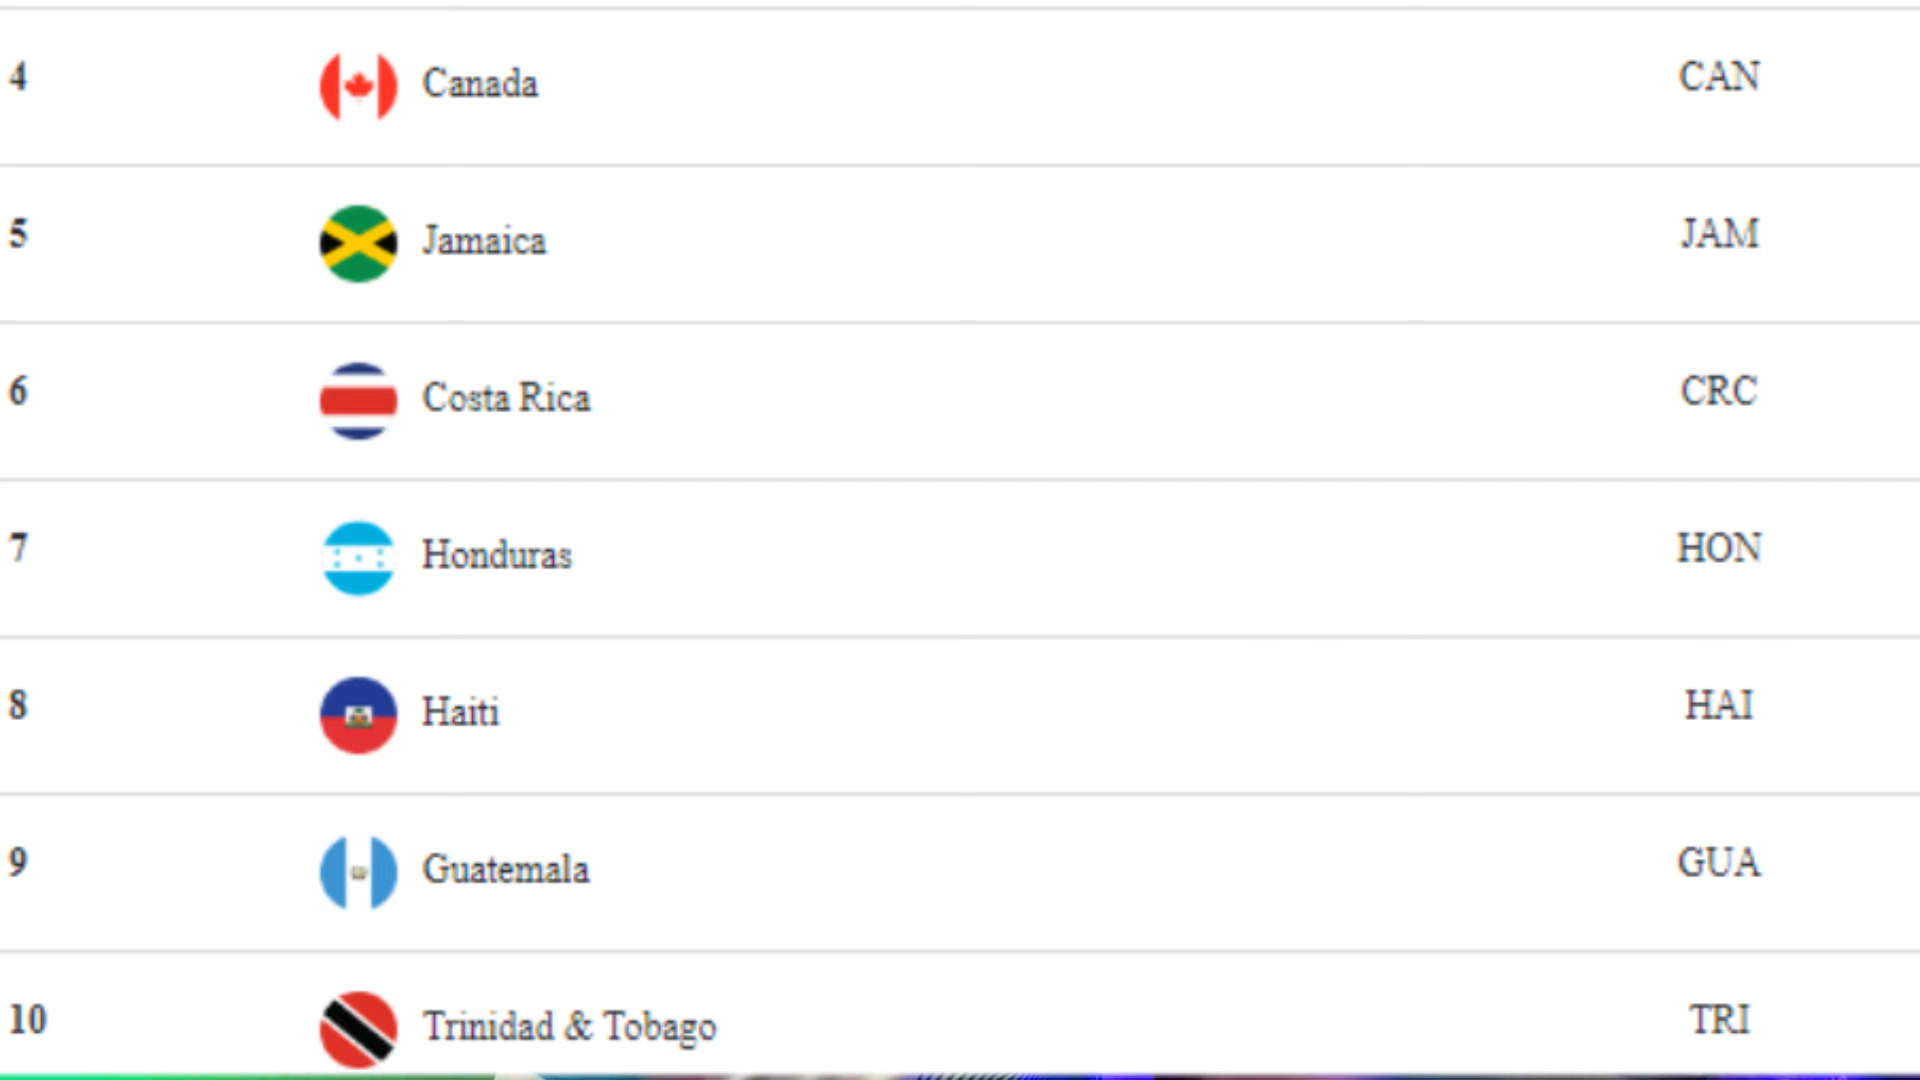 4 Canada CAN
5 Jamaica JAM
6 Costa Rica CRC
7 Honduras HON
8 Haiti HAI
9 Guatemala GUA
10 Trinidad & Tobago TRI